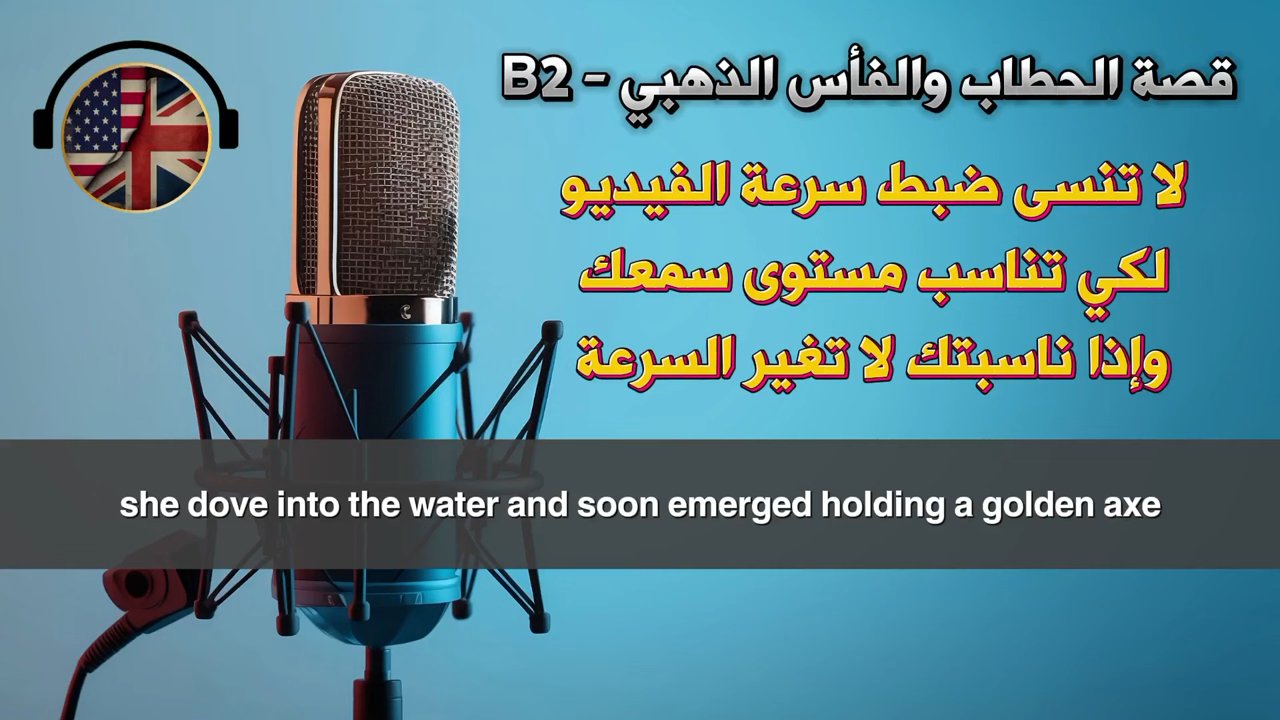 قصة الحطاب والفأس الذهبي - B2
لا تنسى ضبط سرعة الفيديو
لكي تناسب مستوى سمعك
وإذا ناسبتك لا تغير السرعة
she dove into the water and soon emerged holding a golden axe